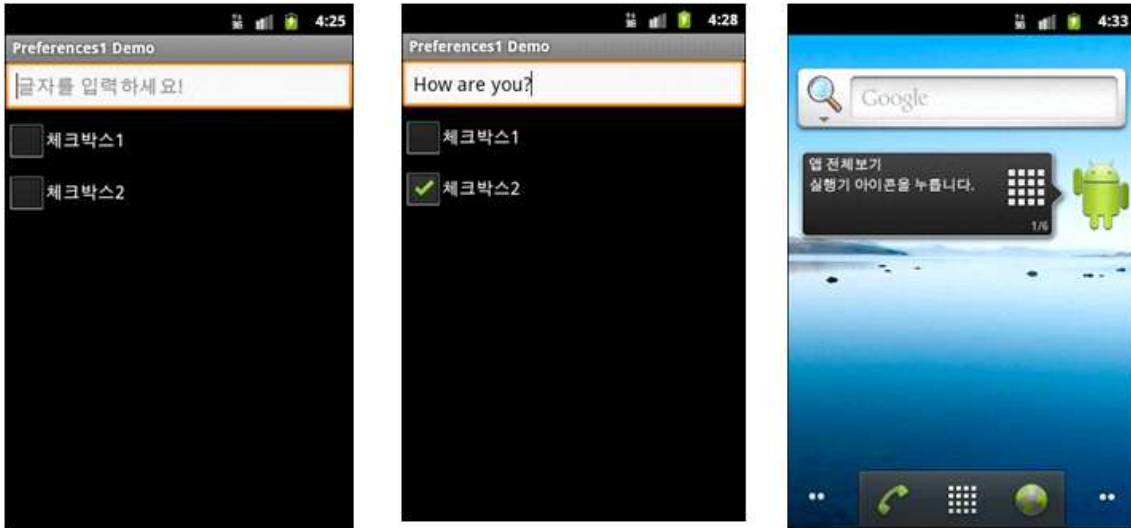 4:25
Preferences1 Demo
글자를 입력하세요!
체크박스1
체크박스2
4:28
Preferences1 Demo
How are you?
체크박스1
체크박스2
4:33
Google
앱 전체보기
실행기 아이콘을 누릅니다.
1/6